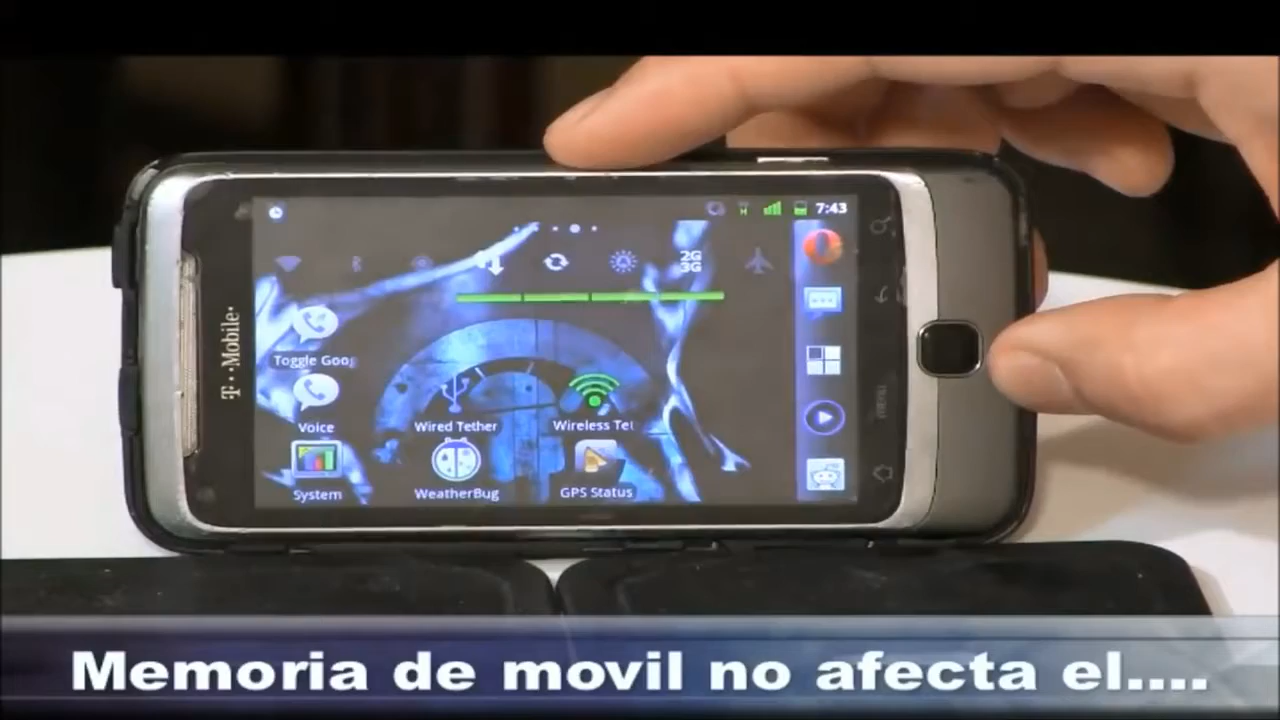 7:43
2G
3G
T··Mobile·
Toggle Goog
Voice
Wired Tether
Wireless Tet
System
WeatherBug
GPS Status
menu
Memoria de movil no afecta el....